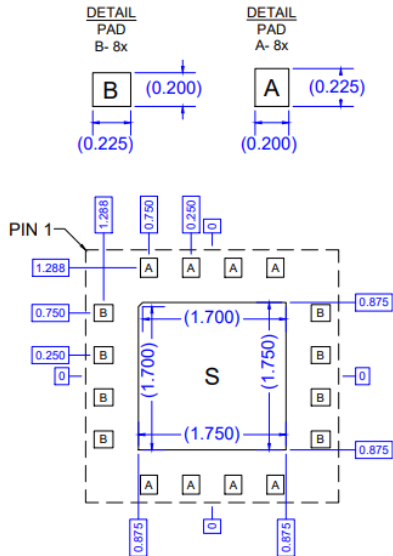 DETAIL
PAD
B- 8x
DETAIL
PAD
A- 8x
B
(0.200)
(0.225)
A
(0.225)
(0.200)
PIN 1
1.288
0.750
0.250
0
1.288
A
A
A
A
0.750
B
B
0.875
(1.700)
0.250
B
B
0
0
(1.700)
S
(1.750)
B
B
B
B
(1.750)
0.875
A
A
A
A
0.875
0
0.875